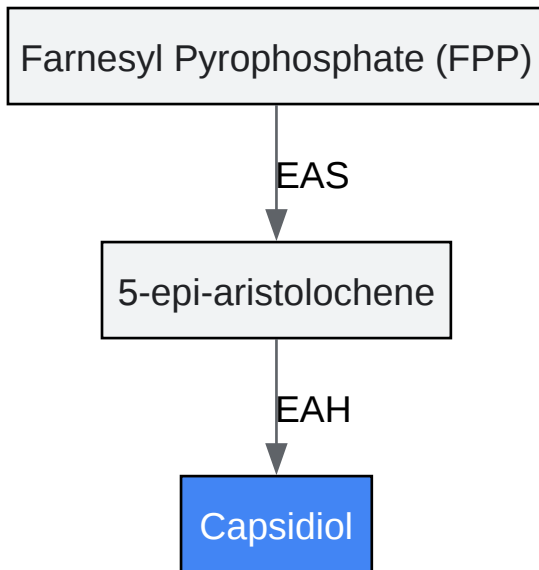 Farnesyl Pyrophosphate (FPP)
EAS
5-epi-aristolochene
EAH
Capsidiol